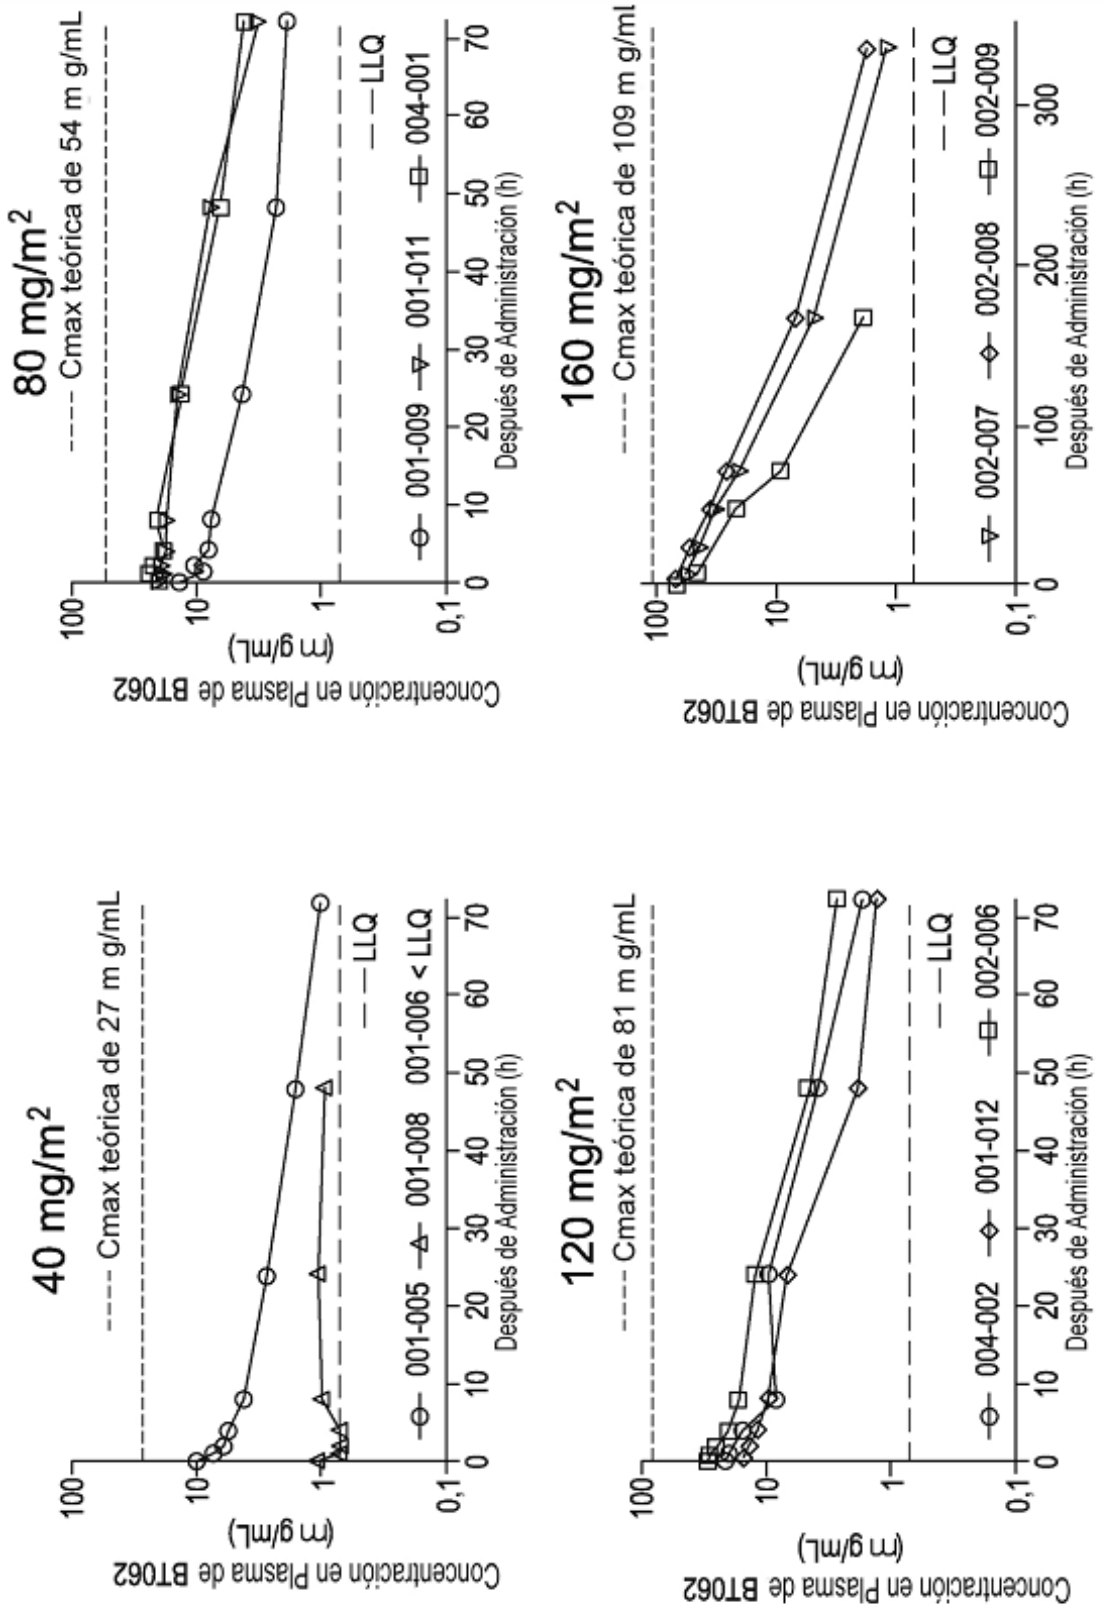 40 mg/m²
---- Cmax teórica de 27 m g/mL
100
10
1
0,1
Concentración en Plasma de BT062
(m g/mL)
— — LLQ
001-005 001-008 001-006 < LLQ
0 10 20 30 40 50 60 70
Después de Administración (h)
80 mg/m²
---- Cmax teórica de 54 m g/mL
100
10
1
0,1
Concentración en Plasma de BT062
(m g/mL)
— — LLQ
001-009 001-011 004-001
0 10 20 30 40 50 60 70
Después de Administración (h)
120 mg/m²
---- Cmax teórica de 81 m g/mL
100
10
1
0,1
Concentración en Plasma de BT062
(m g/mL)
— — LLQ
004-002 001-012 002-006
0 10 20 30 40 50 60 70
Después de Administración (h)
160 mg/m²
---- Cmax teórica de 109 m g/mL
100
10
1
0,1
Concentración en Plasma de BT062
(m g/mL)
— — LLQ
002-007 002-008 002-009
0 100 200 300
Después de Administración (h)